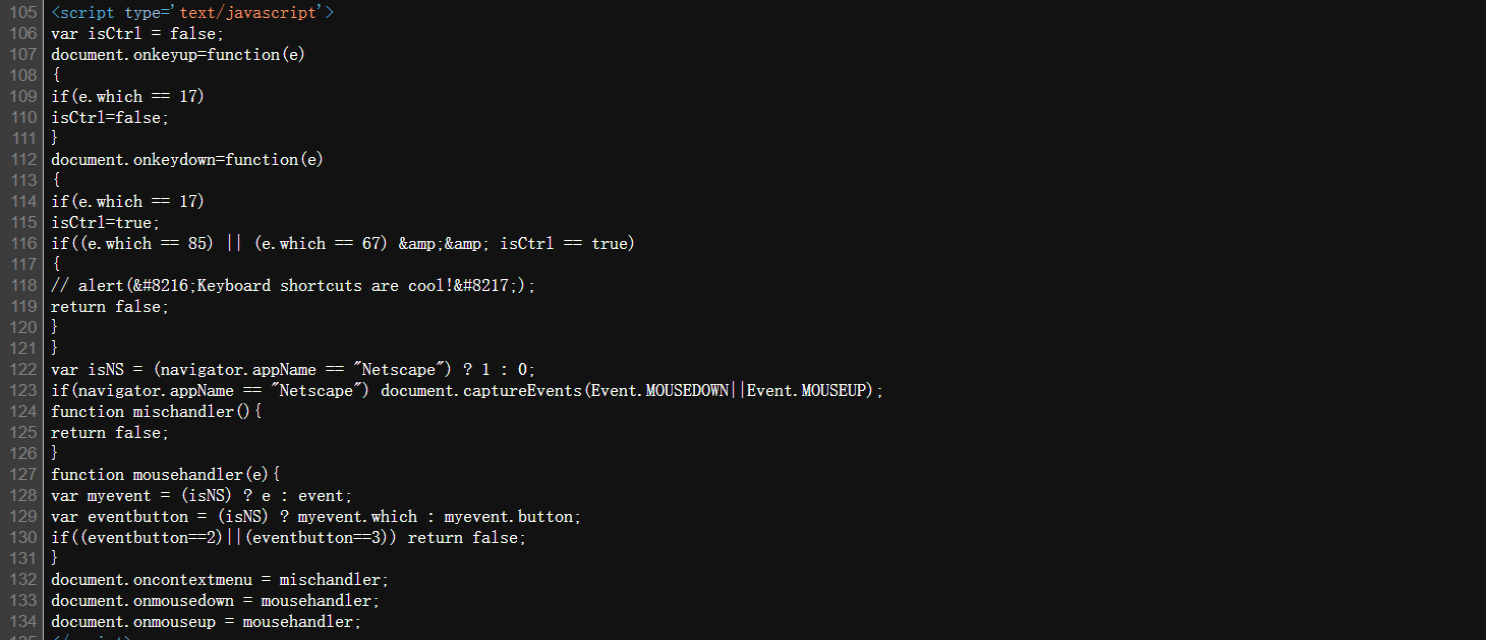 105 <script type='text/javascript'>
106 var isCtrl = false;
107 document.onkeyup=function(e)
108 {
109 if(e.which == 17)
110 isCtrl=false;
111 }
112 document.onkeydown=function(e)
113 {
114 if(e.which == 17)
115 isCtrl=true;
116 if((e.which == 85) || (e.which == 67) &amp;&amp; isCtrl == true)
117 {
118 // alert(&#8216;Keyboard shortcuts are cool!&#8217;);
119 return false;
120 }
121 }
122 var isNS = (navigator.appName == "Netscape") ? 1 : 0;
123 if(navigator.appName == "Netscape") document.captureEvents(Event.MOUSEDOWN||Event.MOUSEUP);
124 function mischandler(){
125 return false;
126 }
127 function mousehandler(e){
128 var myevent = (isNS) ? e : event;
129 var eventbutton = (isNS) ? myevent.which : myevent.button;
130 if((eventbutton==2)||(eventbutton==3)) return false;
131 }
132 document.oncontextmenu = mischandler;
133 document.onmousedown = mousehandler;
134 document.onmouseup = mousehandler;